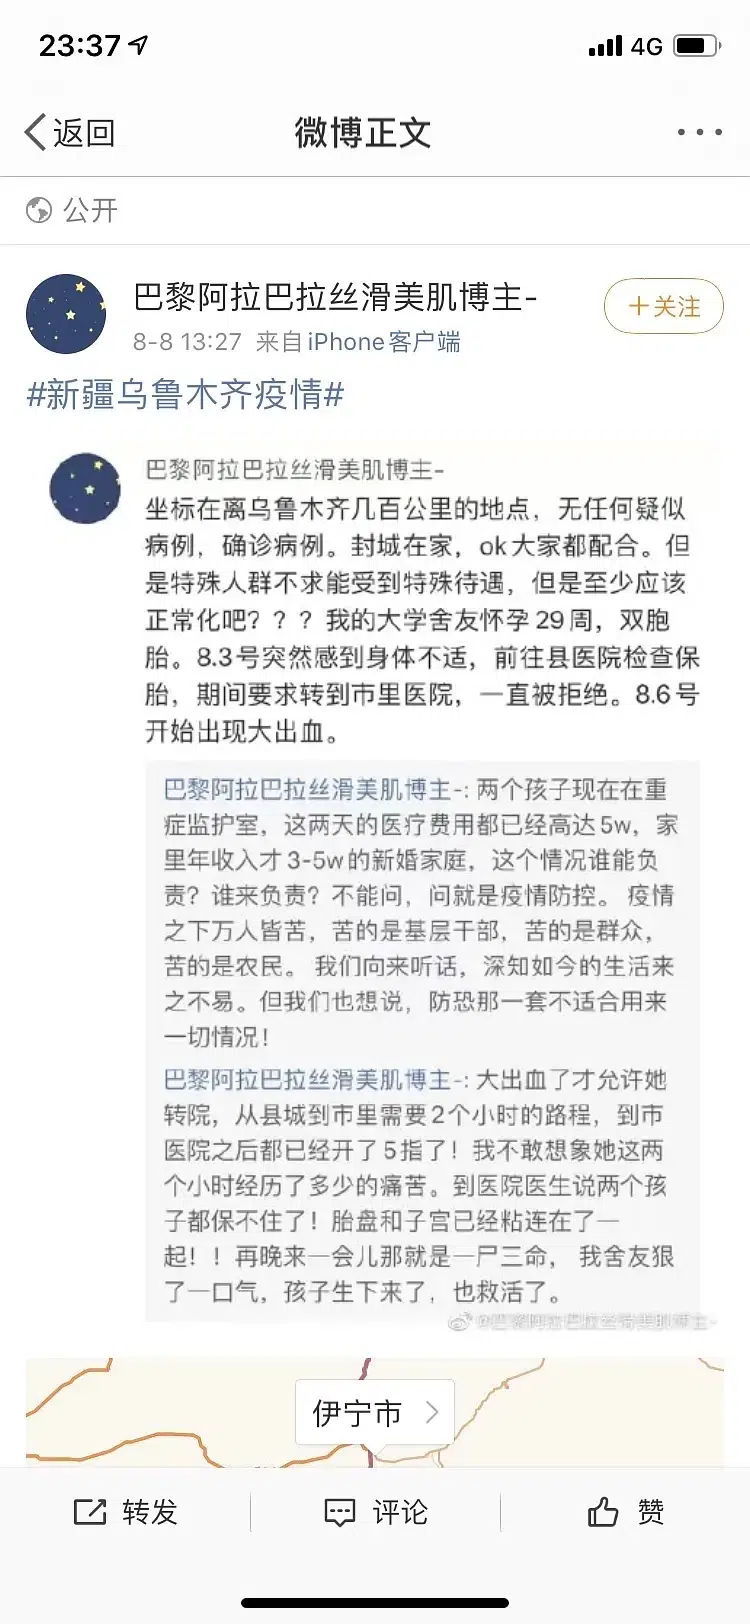 23:37
4G
返回
微博正文
公开
巴黎阿拉巴拉丝滑美肌博主-
+关注
8-8 13:27 来自 iPhone客户端
#新疆乌鲁木齐疫情#
巴黎阿拉巴拉丝滑美肌博主-
坐标在离乌鲁木齐几百公里的地点，无任何疑似
病例，确诊病例。封城在家，ok大家都配合。但
是特殊人群不求能受到特殊待遇，但是至少应该
正常化吧？？？我的大学舍友怀孕29周，双胞
胎。8.3号突然感到身体不适，前往县医院检查保
胎，期间要求转到市里医院，一直被拒绝。8.6号
开始出现大出血。
巴黎阿拉巴拉丝滑美肌博主-: 两个孩子现在在重
症监护室，这两天的医疗费用都已经高达5w，家
里年收入才3-5w的新婚家庭，这个情况谁能负
责？谁来负责？不能问，问就是疫情防控。 疫情
之下万人皆苦，苦的是基层干部，苦的是群众，
苦的是农民。 我们向来听话，深知如今的生活来
之不易。但我们也想说，防恐那一套不适合用来
一切情况！
巴黎阿拉巴拉丝滑美肌博主-: 大出血了才允许她
转院，从县城到市里需要2个小时的路程，到市
医院之后都已经开了5指了！我不敢想象她这两
个小时经历了多少的痛苦。到医院医生说两个孩
子都保不住了！胎盘和子宫已经粘连在了一
起！！再晚来一会儿那就是一尸三命， 我舍友狠
了一口气，孩子生下来了，也救活了。
@巴黎阿拉巴拉丝滑美肌博主-
伊宁市
转发
评论
赞